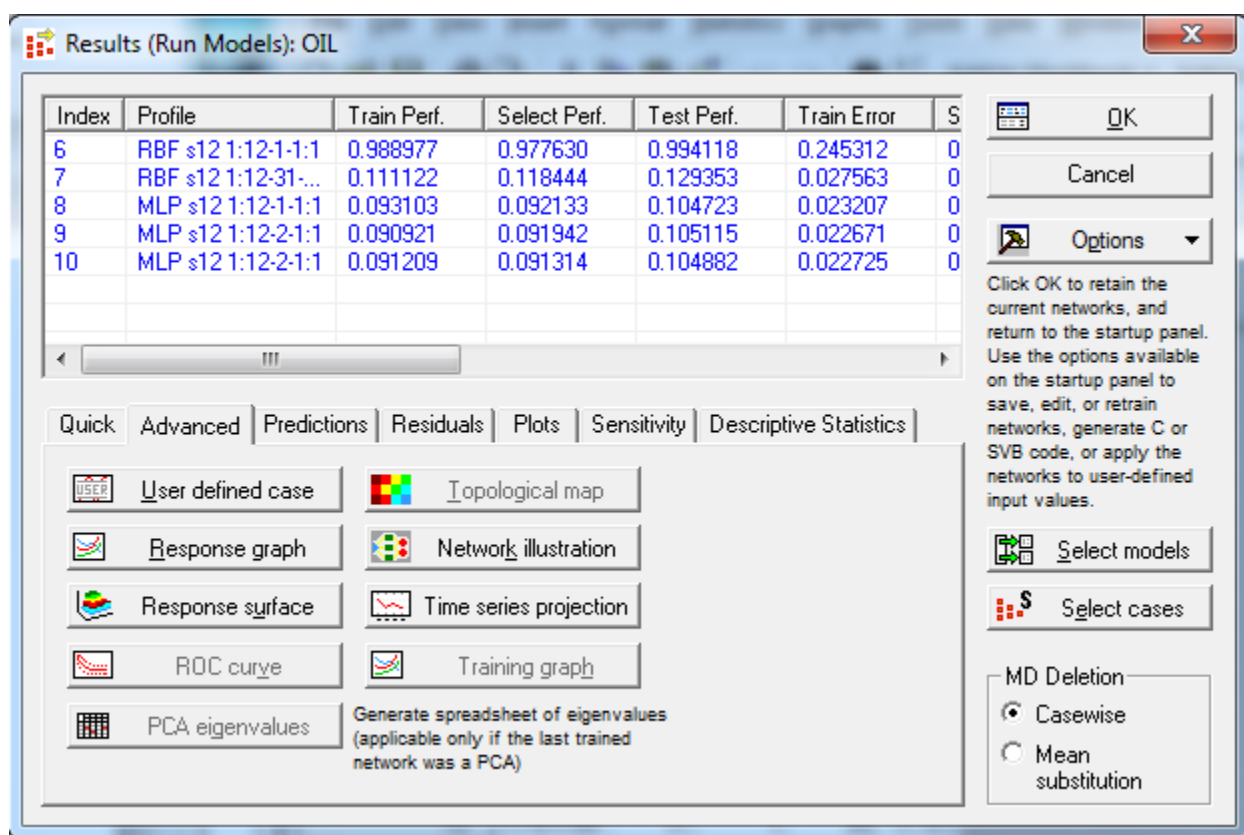 Results (Run Models): OIL
Index Profile Train Perf. Select Perf. Test Perf. Train Error S
6 RBF s12 1:12-1-1:1 0.988977 0.977630 0.994118 0.245312 0
7 RBF s12 1:12-31-... 0.111122 0.118444 0.129353 0.027563 0
8 MLP s12 1:12-1-1:1 0.093103 0.092133 0.104723 0.023207 0
9 MLP s12 1:12-2-1:1 0.090921 0.091942 0.105115 0.022671 0
10 MLP s12 1:12-2-1:1 0.091209 0.091314 0.104882 0.022725 0
OK
Cancel
Options
Click OK to retain the
current networks, and
return to the startup panel.
Use the options available
on the startup panel to
save, edit, or retrain
networks, generate C or
SVB code, or apply the
networks to user-defined
input values.
Select models
S Select cases
MD Deletion
Casewise
Mean
substitution
Quick Advanced Predictions Residuals Plots Sensitivity Descriptive Statistics
USER User defined case Topological map
Response graph Network illustration
Response surface Time series projection
ROC curve Training graph
PCA eigenvalues
Generate spreadsheet of eigenvalues
(applicable only if the last trained
network was a PCA)